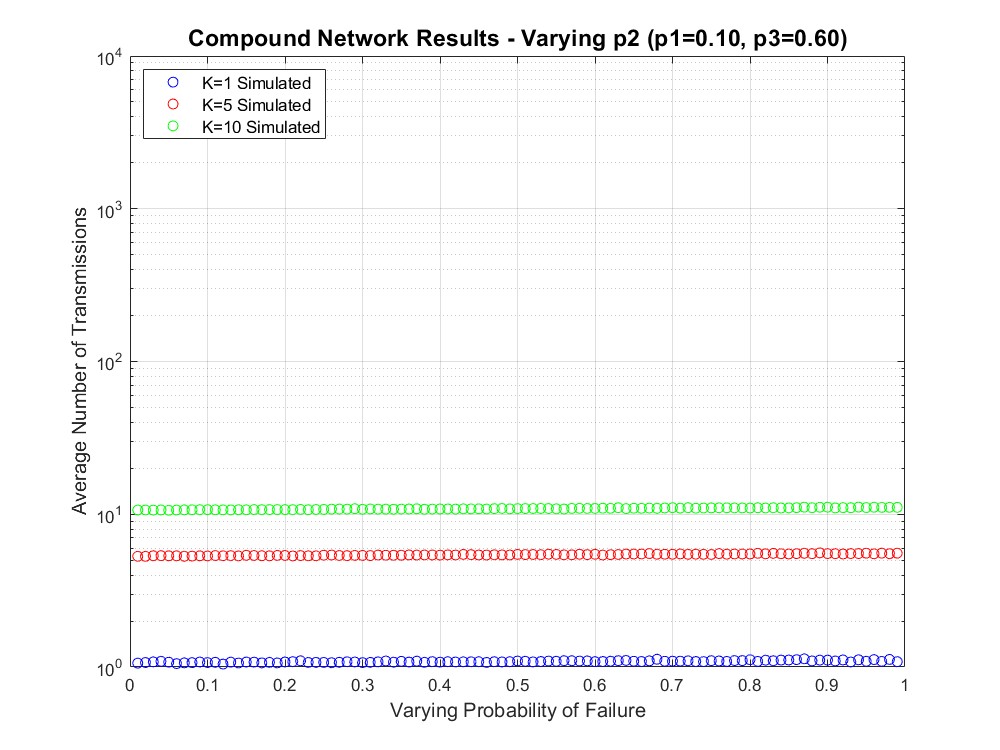 Compound Network Results - Varying p2 (p1=0.10, p3=0.60)
K=1 Simulated
K=5 Simulated
K=10 Simulated
Average Number of Transmissions
10^4
10^3
10^2
10^1
10^0
0 0.1 0.2 0.3 0.4 0.5 0.6 0.7 0.8 0.9 1
Varying Probability of Failure